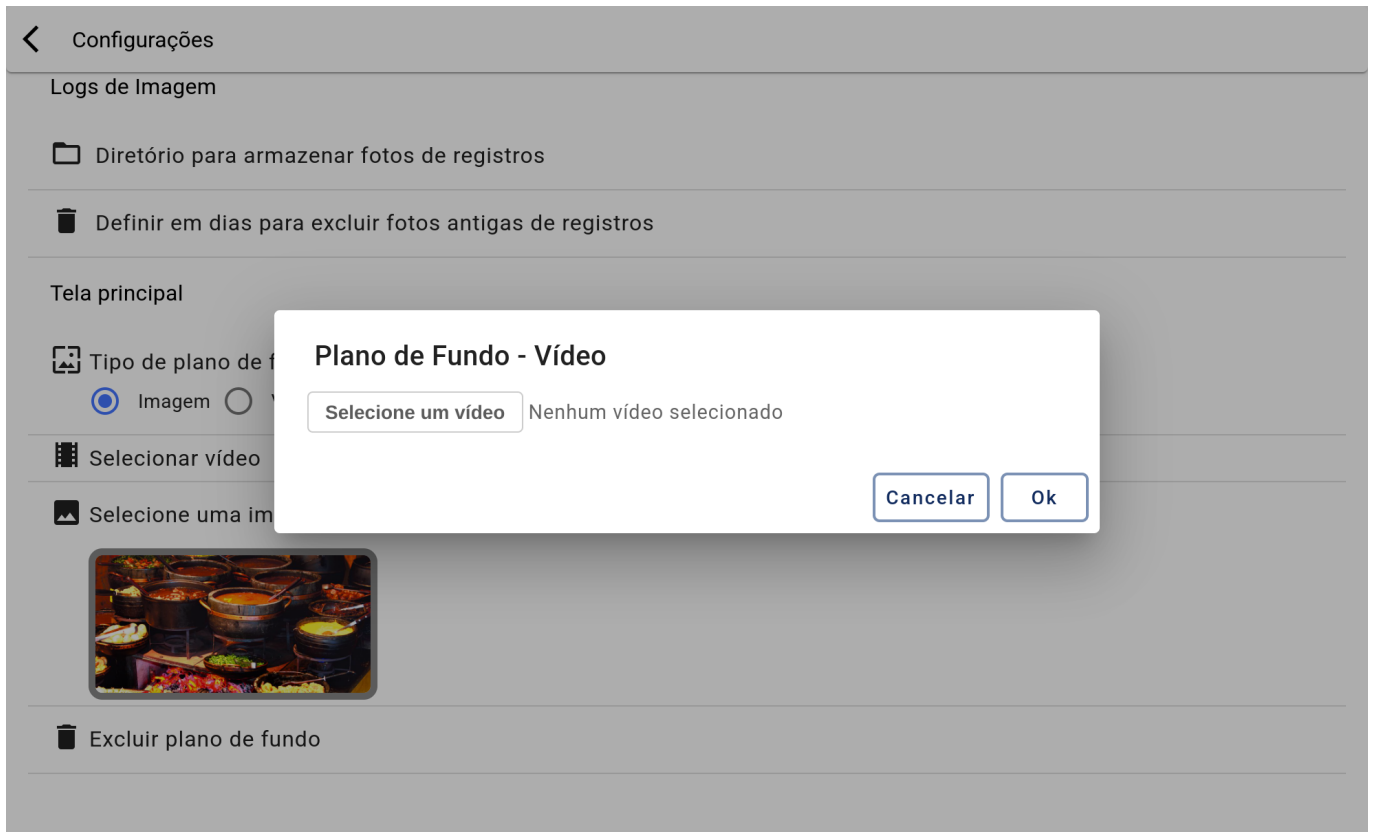 Configurações
Logs de Imagem
Diretório para armazenar fotos de registros
Definir em dias para excluir fotos antigas de registros
Tela principal
Tipo de plano de
Imagem
Plano de Fundo - Vídeo
Selecione um vídeo Nenhum vídeo selecionado
Cancelar Ok
Selecionar vídeo
Selecione uma
Excluir plano de fundo